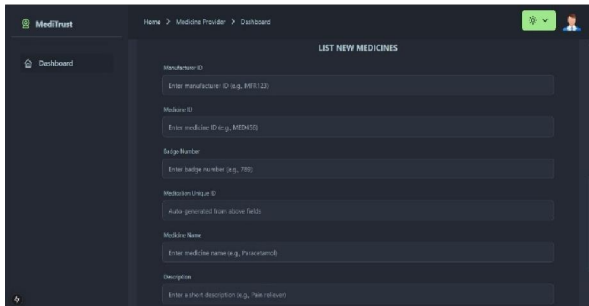 MediTrust
Home > Medicine Provider > Dashboard
Dashboard
LIST NEW MEDICINES
Manufacturer ID
Enter manufacturer ID (e.g., MFR123)
Medicine ID
Enter medicine ID (e.g., MED456)
Badge Number
Enter badge number (e.g., 789)
Medication Unique ID
Auto-generated from above fields
Medicine Name
Enter medicine name (e.g., Paracetamol)
Description
Enter a short description (e.g., Pain reliever)